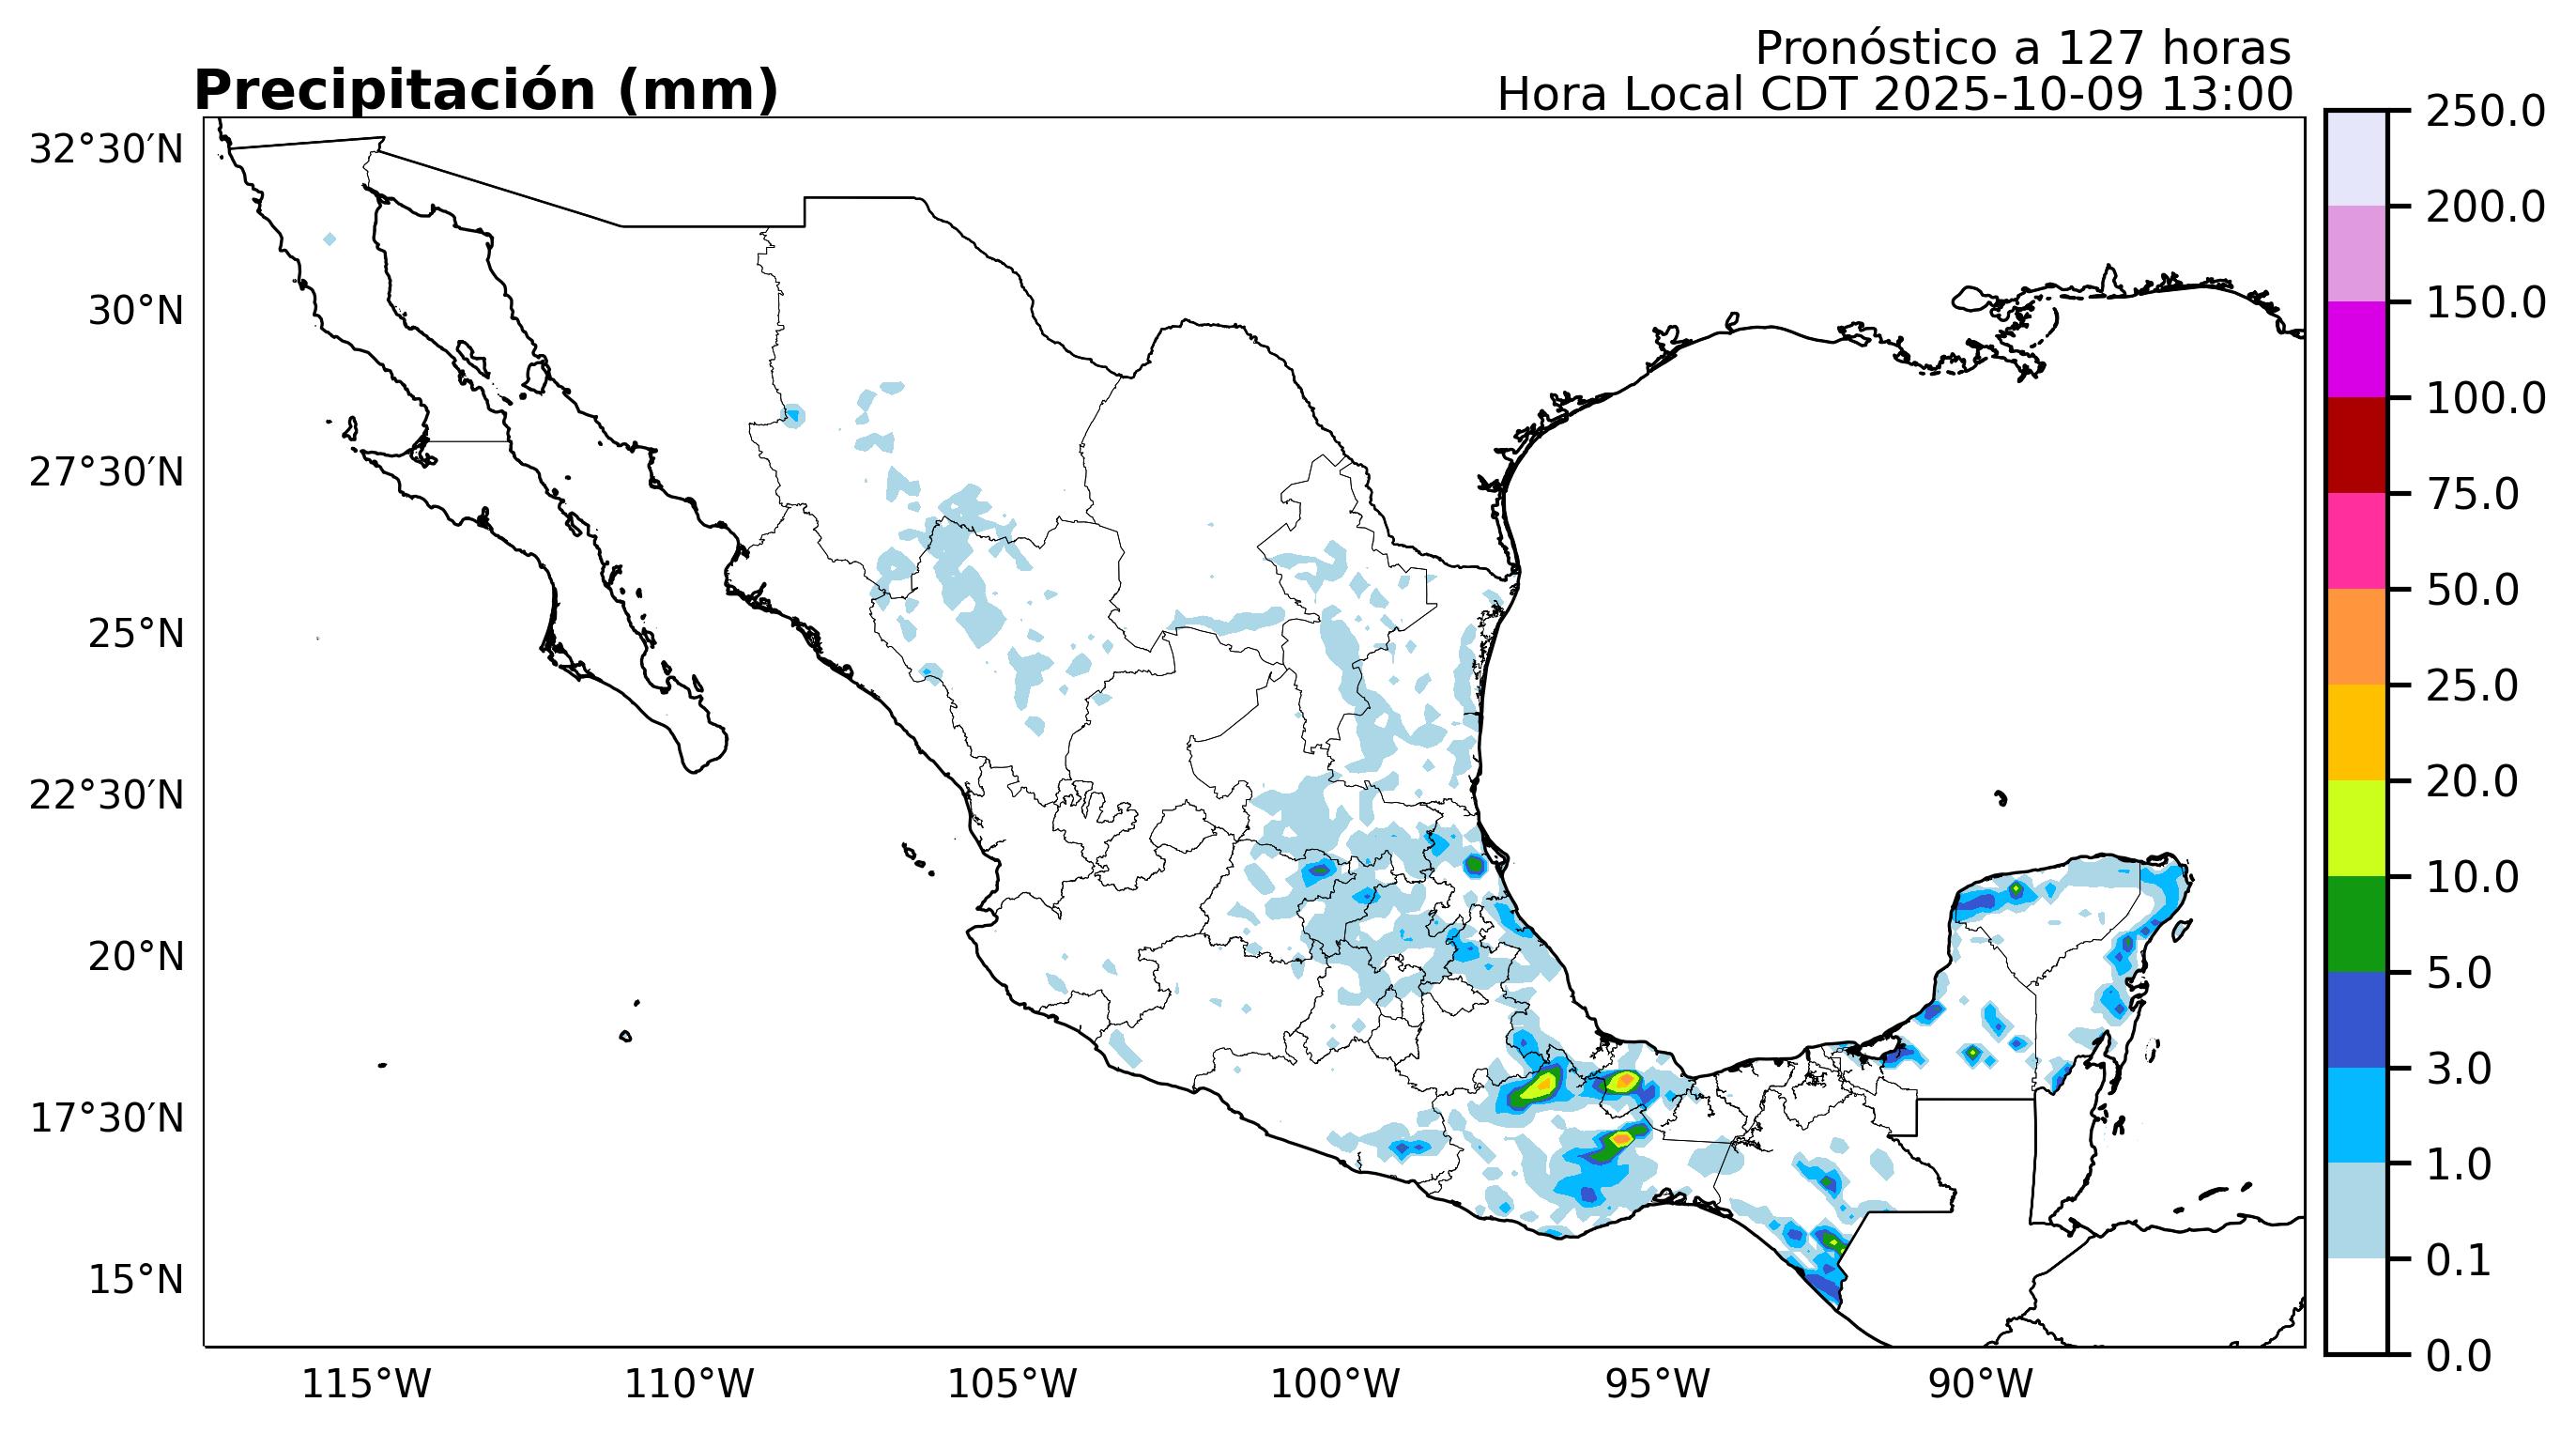 Pronóstico a 127 horas
Precipitación (mm)
Hora Local CDT 2025-10-09 13:00
32°30′N
30°N
27°30′N
25°N
22°30′N
20°N
17°30′N
15°N
115°W
110°W
105°W
100°W
95°W
90°W
250.0
200.0
150.0
100.0
75.0
50.0
25.0
20.0
10.0
5.0
3.0
1.0
0.1
0.0